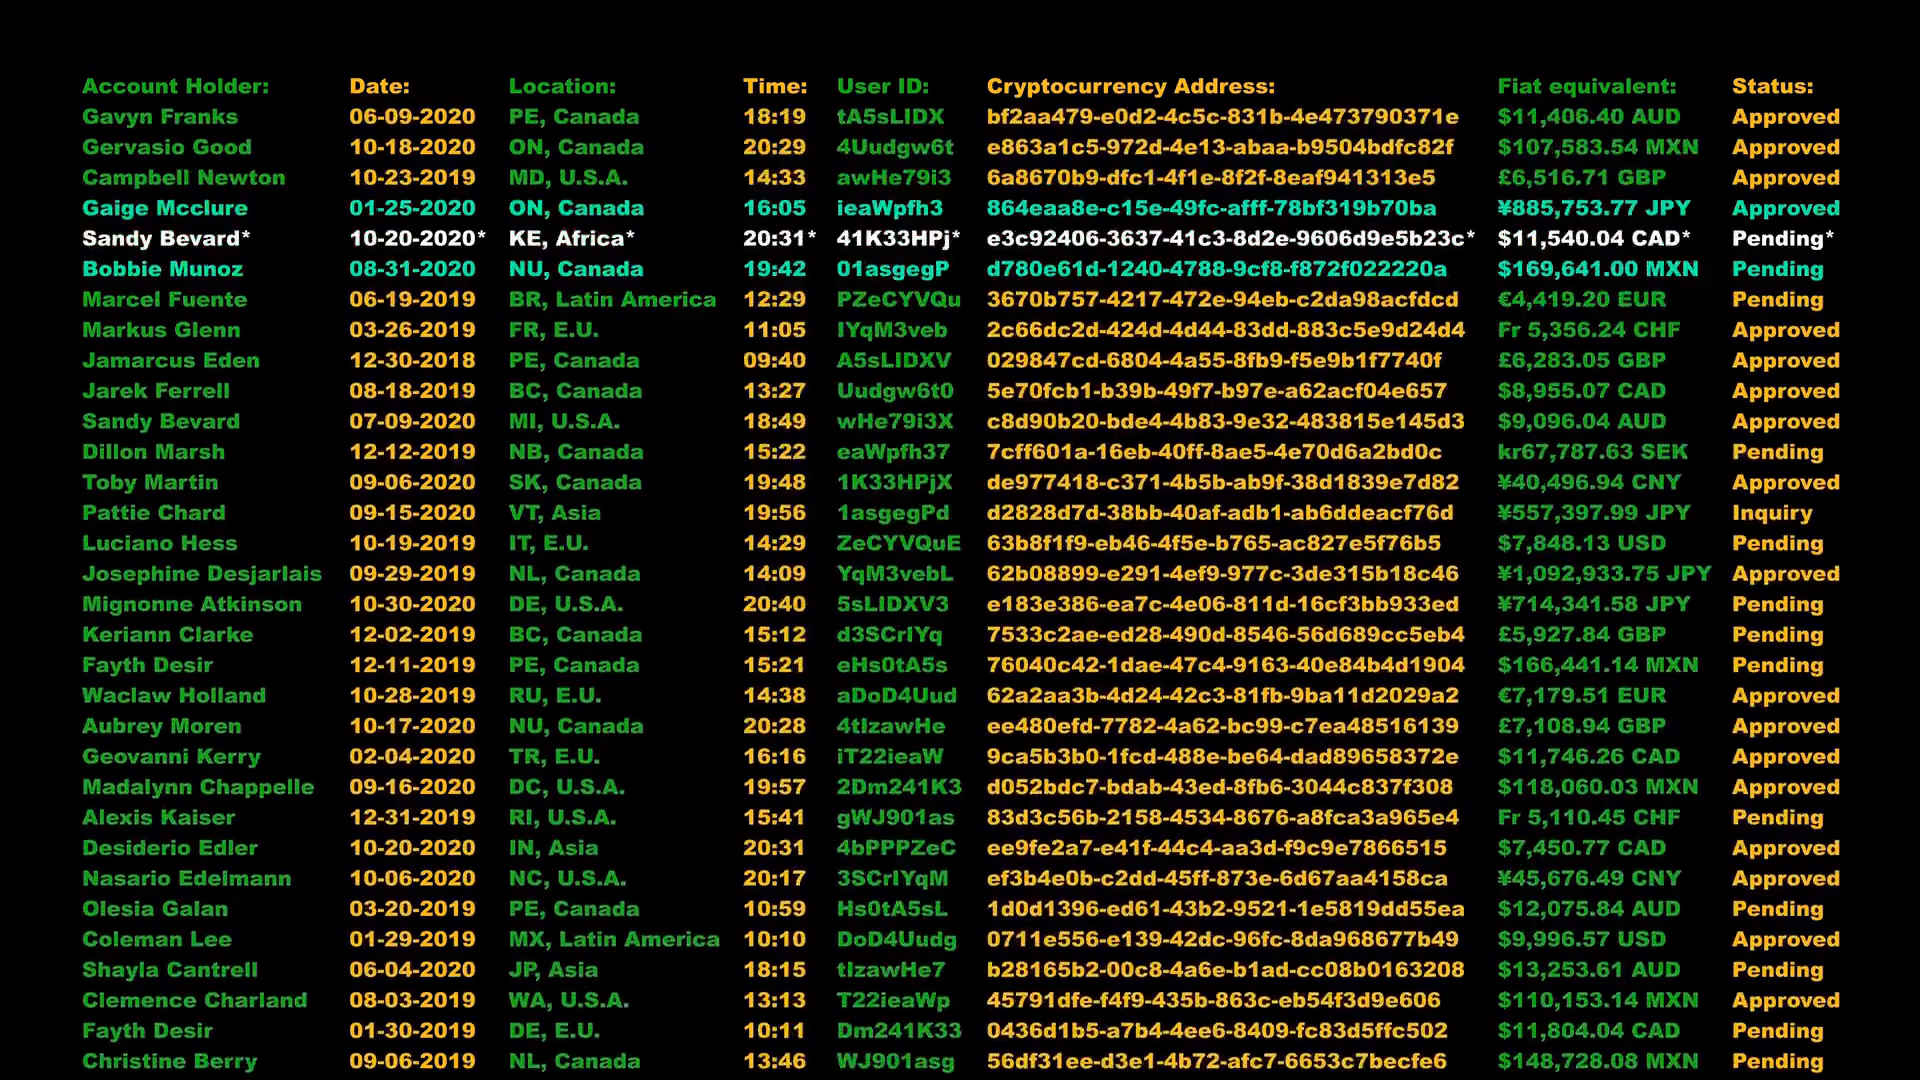 Account Holder: Date: Location: Time: User ID: Cryptocurrency Address: Fiat equivalent: Status:
Gavyn Franks 06-09-2020 PE, Canada 18:19 tA5sLIDX bf2aa479-e0d2-4c5c-831b-4e473790371e $11,406.40 AUD Approved
Gervasio Good 10-18-2020 ON, Canada 20:29 4Uudgw6t e863a1c5-972d-4e13-abaa-b9504bdfc82f $107,583.54 MXN Approved
Campbell Newton 10-23-2019 MD, U.S.A. 14:33 awHe79i3 6a8670b9-dfc1-4f1e-8f2f-8eaf941313e5 £6,516.71 GBP Approved
Gaige Mcclure 01-25-2020 ON, Canada 16:05 ieaWpfh3 864eaa8e-c15e-49fc-afff-78bf319b70ba ¥885,753.77 JPY Approved
Sandy Bevard* 10-20-2020* KE, Africa* 20:31* 41K33HPj* e3c92406-3637-41c3-8d2e-9606d9e5b23c* $11,540.04 CAD* Pending*
Bobbie Munoz 08-31-2020 NU, Canada 19:42 01asgegP d780e61d-1240-4788-9cf8-f872f022220a $169,641.00 MXN Pending
Marcel Fuente 06-19-2019 BR, Latin America 12:29 PZeCYVQu 3670b757-4217-472e-94eb-c2da98acfdcd €4,419.20 EUR Pending
Markus Glenn 03-26-2019 FR, E.U. 11:05 IYqM3veb 2c66dc2d-424d-4d44-83dd-883c5e9d24d4 Fr 5,356.24 CHF Approved
Jamarcus Eden 12-30-2018 PE, Canada 09:40 A5sLIDXV 029847cd-6804-4a55-8fb9-f5e9b1f7740f £6,283.05 GBP Approved
Jarek Ferrell 08-18-2019 BC, Canada 13:27 Uudgw6t0 5e70fcb1-b39b-49f7-b97e-a62acf04e657 $8,955.07 CAD Approved
Sandy Bevard 07-09-2020 MI, U.S.A. 18:49 wHe79i3X c8d90b20-bde4-4b83-9e32-483815e145d3 $9,096.04 AUD Approved
Dillon Marsh 12-12-2019 NB, Canada 15:22 eaWpfh37 7cff601a-16eb-40ff-8ae5-4e70d6a2bd0c kr67,787.63 SEK Pending
Toby Martin 09-06-2020 SK, Canada 19:48 1K33HPjX de977418-c371-4b5b-ab9f-38d1839e7d82 ¥40,496.94 CNY Approved
Pattie Chard 09-15-2020 VT, Asia 19:56 1asgegPd d2828d7d-38bb-40af-adb1-ab6ddeacf76d ¥557,397.99 JPY Inquiry
Luciano Hess 10-19-2019 IT, E.U. 14:29 ZeCYVQuE 63b8f1f9-eb46-4f5e-b765-ac827e5f76b5 $7,848.13 USD Pending
Josephine Desjarlais 09-29-2019 NL, Canada 14:09 YqM3vebL 62b08899-e291-4ef9-977c-3de315b18c46 ¥1,092,933.75 JPY Approved
Mignonne Atkinson 10-30-2020 DE, U.S.A. 20:40 5sLIDXV3 e183e386-ea7c-4e06-811d-16cf3bb933ed ¥714,341.58 JPY Pending
Keriann Clarke 12-02-2019 BC, Canada 15:12 d3SCrIYq 7533c2ae-ed28-490d-8546-56d689cc5eb4 £5,927.84 GBP Pending
Fayth Desir 12-11-2019 PE, Canada 15:21 eHs0tA5s 76040c42-1dae-47c4-9163-40e84b4d1904 $166,441.14 MXN Pending
Waclaw Holland 10-28-2019 RU, E.U. 14:38 aDoD4Uud 62a2aa3b-4d24-42c3-81fb-9ba11d2029a2 €7,179.51 EUR Approved
Aubrey Moren 10-17-2020 NU, Canada 20:28 4tIzawHe ee480efd-7782-4a62-bc99-c7ea48516139 £7,108.94 GBP Approved
Geovanni Kerry 02-04-2020 TR, E.U. 16:16 iT22ieaW 9ca5b3b0-1fcd-488e-be64-dad89658372e $11,746.26 CAD Approved
Madalynn Chappelle 09-16-2020 DC, U.S.A. 19:57 2Dm241K3 d052bdc7-bdab-43ed-8fb6-3044c837f308 $118,060.03 MXN Approved
Alexis Kaiser 12-31-2019 RI, U.S.A. 15:41 gWJ901as 83d3c56b-2158-4534-8676-a8fca3a965e4 Fr 5,110.45 CHF Pending
Desiderio Edler 10-20-2020 IN, Asia 20:31 4bPPPZeC ee9fe2a7-e41f-44c4-aa3d-f9c9e7866515 $7,450.77 CAD Approved
Nasario Edelmann 10-06-2020 NC, U.S.A. 20:17 3SCrIYqM ef3b4e0b-c2dd-45ff-873e-6d67aa4158ca ¥45,676.49 CNY Approved
Olesia Galan 03-20-2019 PE, Canada 10:59 Hs0tA5sL 1d0d1396-ed61-43b2-9521-1e5819dd55ea $12,075.84 AUD Pending
Coleman Lee 01-29-2019 MX, Latin America 10:10 DoD4Uudg 0711e556-e139-42dc-96fc-8da968677b49 $9,996.57 USD Approved
Shayla Cantrell 06-04-2020 JP, Asia 18:15 tIzawHe7 b28165b2-00c8-4a6e-b1ad-cc08b0163208 $13,253.61 AUD Pending
Clemence Charland 08-03-2019 WA, U.S.A. 13:13 T22ieaWp 45791dfe-f4f9-435b-863c-eb54f3d9e606 $110,153.14 MXN Approved
Fayth Desir 01-30-2019 DE, E.U. 10:11 Dm241K33 0436d1b5-a7b4-4ee6-8409-fc83d5ffc502 $11,804.04 CAD Pending
Christine Berry 09-06-2019 NL, Canada 13:46 WJ901asg 56df31ee-d3e1-4b72-afc7-6653c7becfe6 $148,728.08 MXN Pending